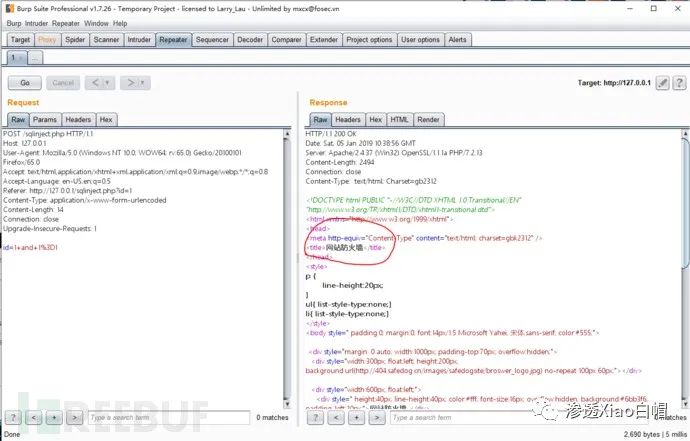 Burp Suite Professional v1.7.26 - Temporary Project - licensed to Larry_Lau - Unlimited by mxcx@fosec.vn
Burp Intruder Repeater Window Help
Target Proxy Spider Scanner Intruder Repeater Sequencer Decoder Comparer Extender Project options User options Alerts
1 × ...
Go Cancel < > Target: http://127.0.0.1 ?
Request
Raw Params Headers Hex
POST /sqlinject.php HTTP/1.1
Host: 127.0.0.1
User-Agent: Mozilla/5.0 (Windows NT 10.0; WOW64; rv:65.0) Gecko/20100101
Firefox/65.0
Accept: text/html,application/xhtml+xml,application/xml;q=0.9,image/webp,*/*;q=0.8
Accept-Language: en-US,en;q=0.5
Referer: http://127.0.0.1/sqlinject.php?id=1
Content-Type: application/x-www-form-urlencoded
Content-Length: 14
Connection: close
Upgrade-Insecure-Requests: 1
id=1+and+1%3D1
? < + > Type a search term 0 matches
Response
Raw Headers Hex HTML Render
HTTP/1.1 200 OK
Date: Sat, 05 Jan 2019 10:38:56 GMT
Server: Apache/2.4.37 (Win32) OpenSSL/1.1.1a PHP/7.2.13
Content-Length: 2494
Connection: close
Content-Type: text/html; Charset=gb2312
<!DOCTYPE html PUBLIC "-//W3C//DTD XHTML 1.0 Transitional//EN"
"http://www.w3.org/TR/xhtml1/DTD/xhtml1-transitional.dtd">
<html xmlns="http://www.w3.org/1999/xhtml">
<head>
<meta http-equiv="Content-Type" content="text/html; charset=gbk2312" />
<title>网站防火墙</title>
</head>
<style>
p {
line-height:20px;
}
ul{ list-style-type:none;}
li{ list-style-type:none;}
</style>
<body style=" padding:0; margin:0; font:14px/1.5 Microsoft Yahei, 宋体,sans-serif; color:#555;">
<div style="margin: 0 auto; width:1000px; padding-top:70px; overflow:hidden;">
<div style="width:300px; float:left; height:200px;
background:url(http://404.safedog.cn/images/safedogsite/broswer_logo.jpg) no-repeat 100px 60px;"></div>
<div style="width:600px; float:left;">
<div style=" height:40px; line-height:40px; color:#fff; font-size:16px; overflow:hidden; background:#6bb3f6;
? < + > Type a search term 0 matches
Done 2,690 bytes | 5 millis
REEBUF
渗透Xiao白帽